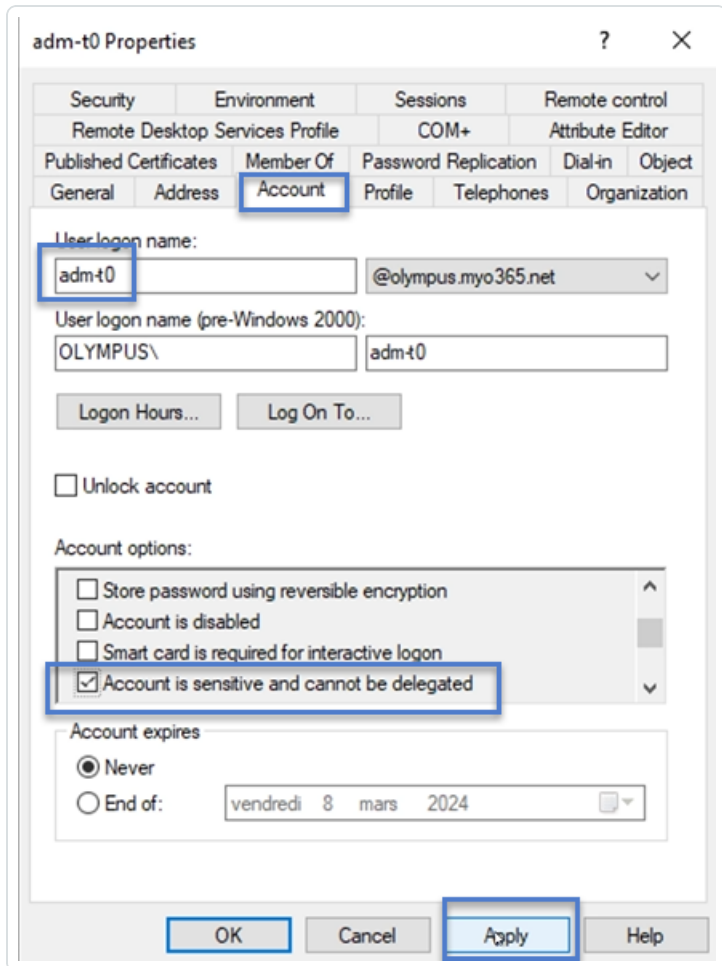 adm-t0 Properties ? ×
Security Environment Sessions Remote control
Remote Desktop Services Profile COM+ Attribute Editor
Published Certificates Member Of Password Replication Dial-in Object
General Address Account Profile Telephones Organization
User logon name:
adm-t0 @olympus.myo365.net
User logon name (pre-Windows 2000):
OLYMPUS\ adm-t0
Logon Hours... Log On To...
Unlock account
Account options:
Store password using reversible encryption
Account is disabled
Smart card is required for interactive logon
Account is sensitive and cannot be delegated
Account expires
Never
End of: vendredi 8 mars 2024
OK Cancel Apply Help